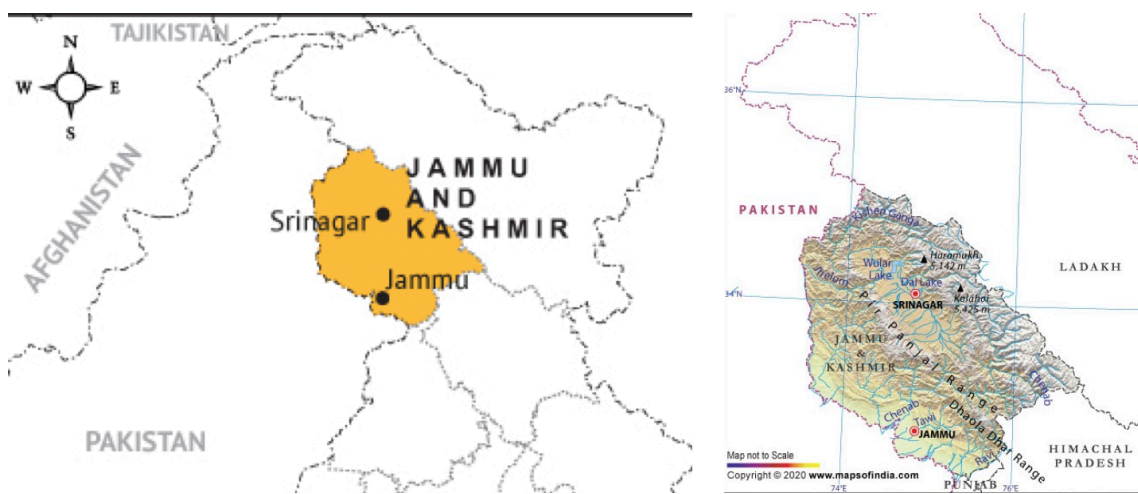 TAJIKISTAN
N
W E
S
AFGHANISTAN
JAMMU
AND
KASHMIR
Srinagar
Jammu
PAKISTAN
36°N
PAKISTAN
Kishen Ganga
Haramukh
5,142 m
Wular
Lake
LADAKH
Jhelom
Dal Lake
Kolahoi
5,425 m
34°N
SRINAGAR
Pir Panjal Range
JAMMU
&
KASHMIR
Chenab
Chenab
Tawi
Dhaola Dhar Range
JAMMU
HIMACHAL
PRADESH
Ravi
Map not to Scale
Copyright © 2020 www.mapsofindia.com
PUNJAB
74°E
76°E